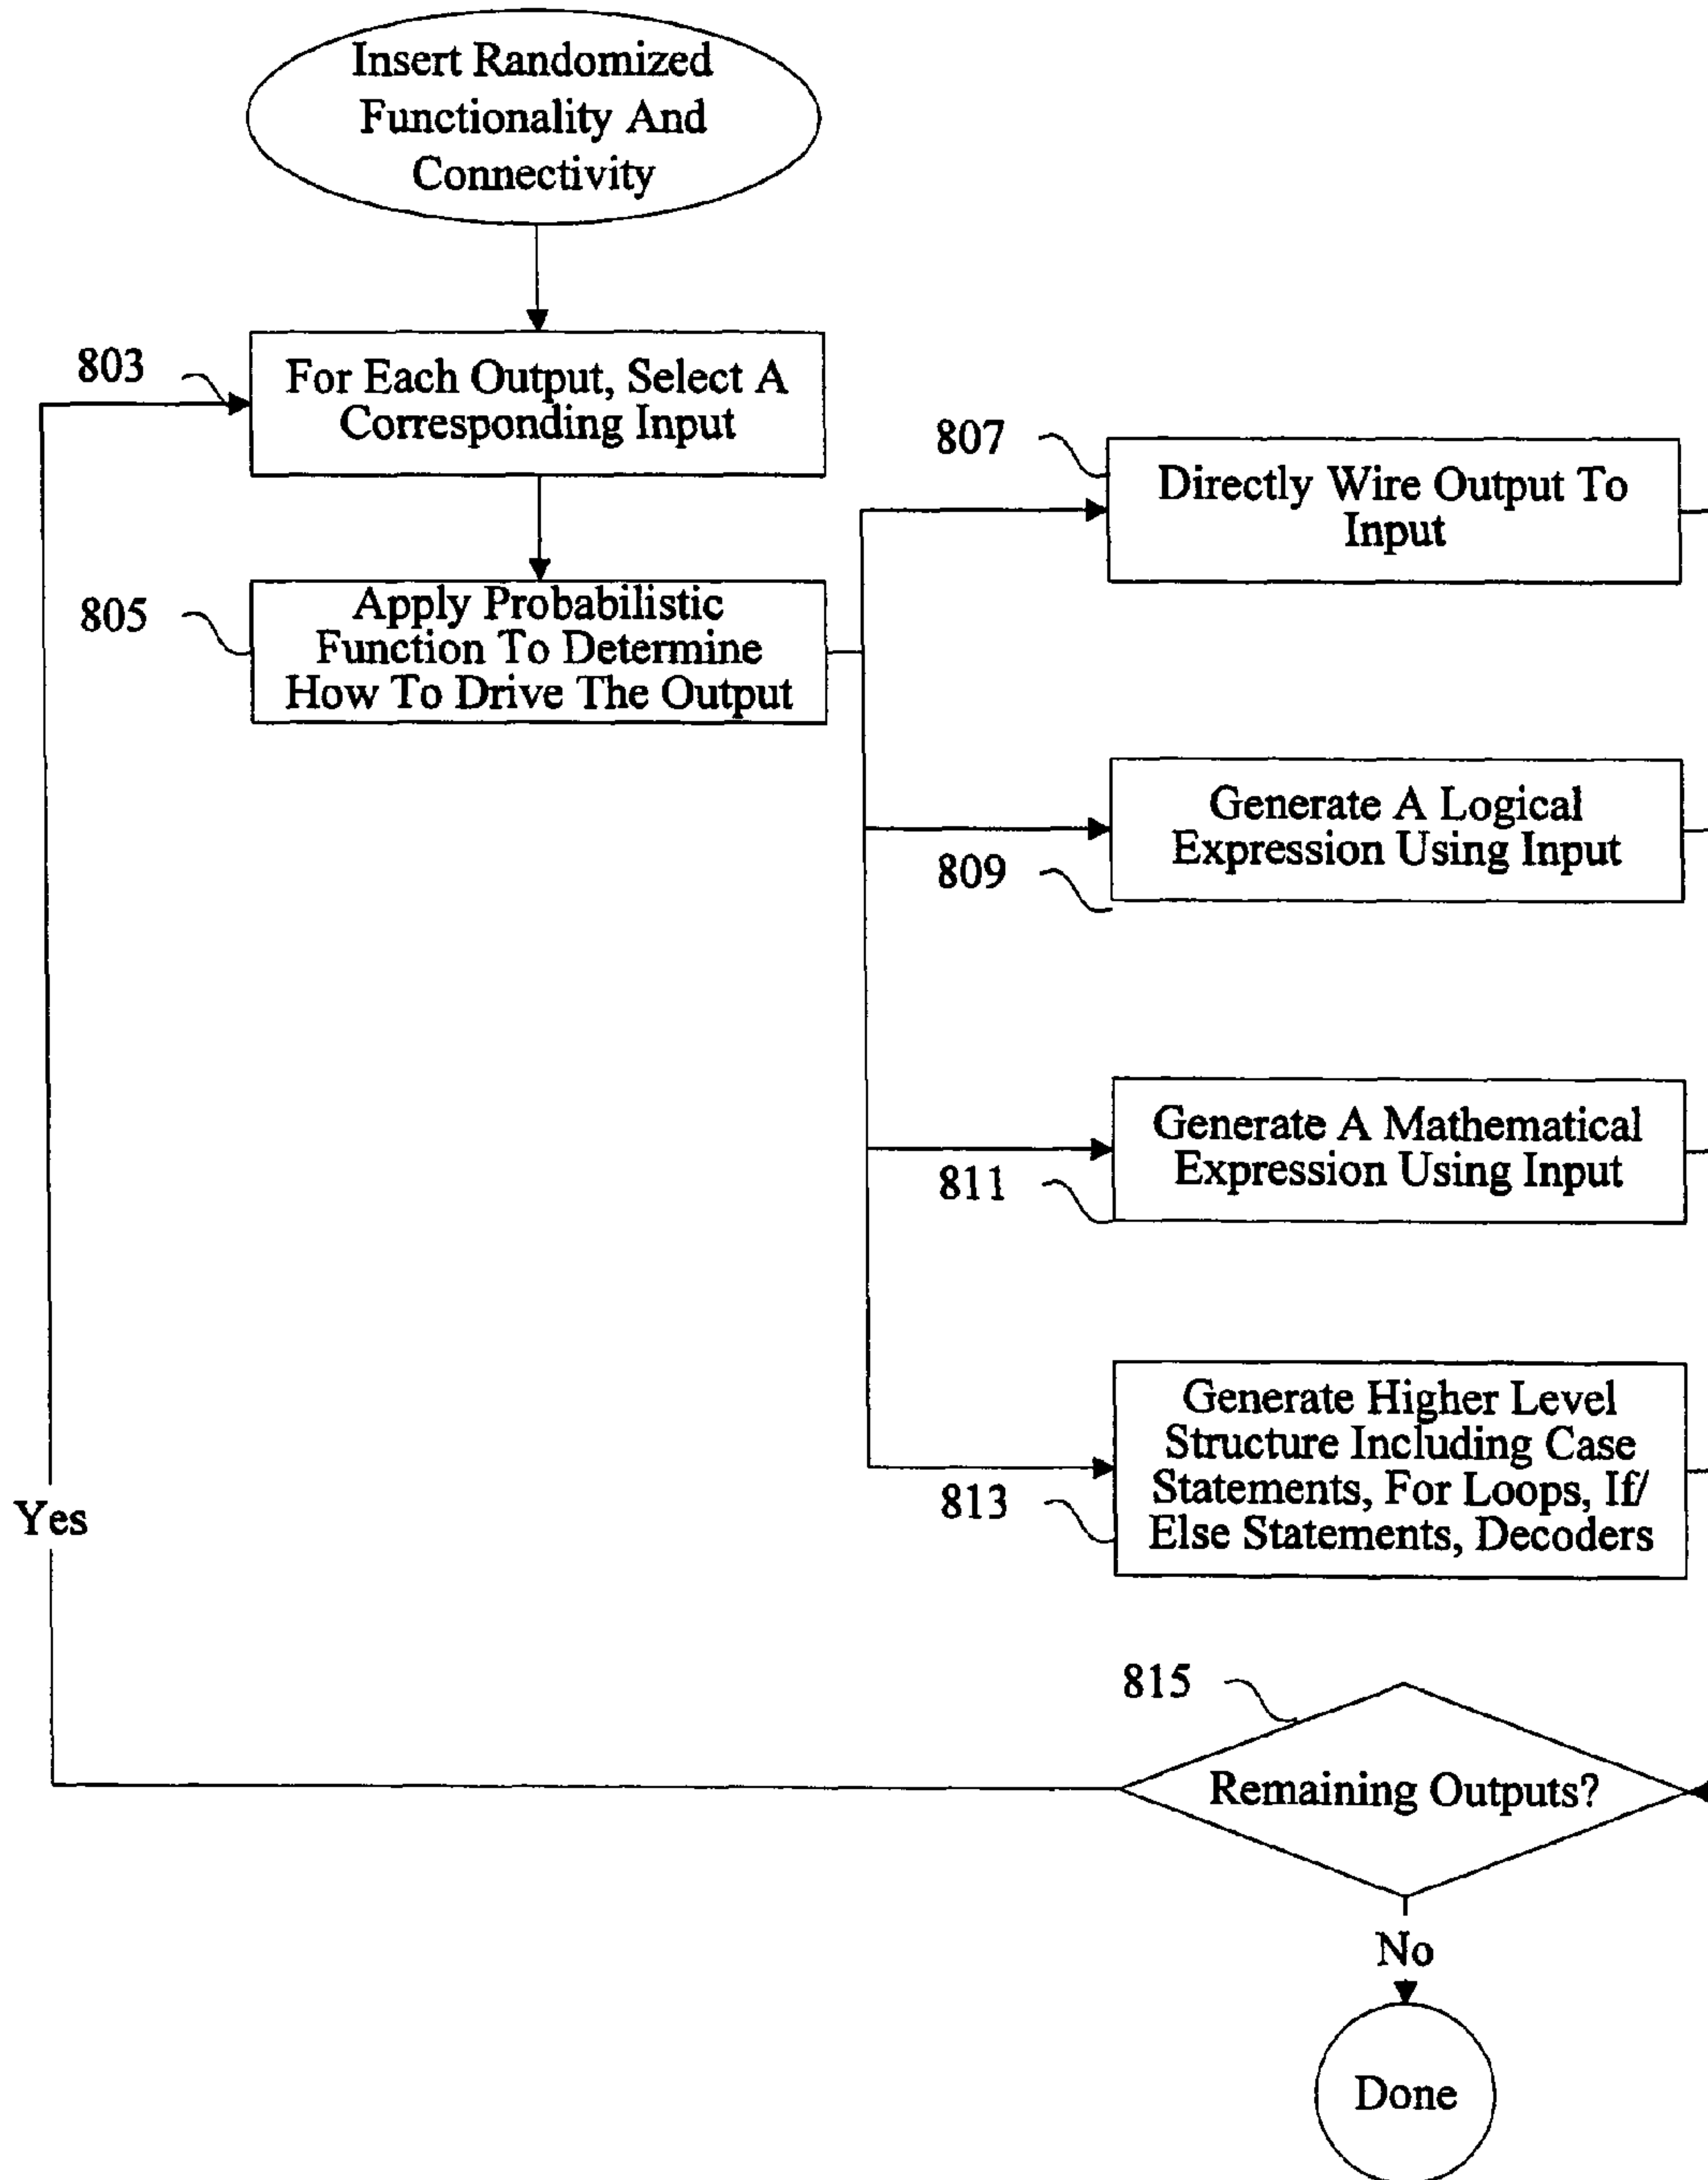 Insert Randomized
Functionality And
Connectivity
803
For Each Output, Select A
Corresponding Input
805
Apply Probabilistic
Function To Determine
How To Drive The Output
807
Directly Wire Output To
Input
809
Generate A Logical
Expression Using Input
811
Generate A Mathematical
Expression Using Input
813
Generate Higher Level
Structure Including Case
Statements, For Loops, If/
Else Statements, Decoders
Yes
815
Remaining Outputs?
No
Done